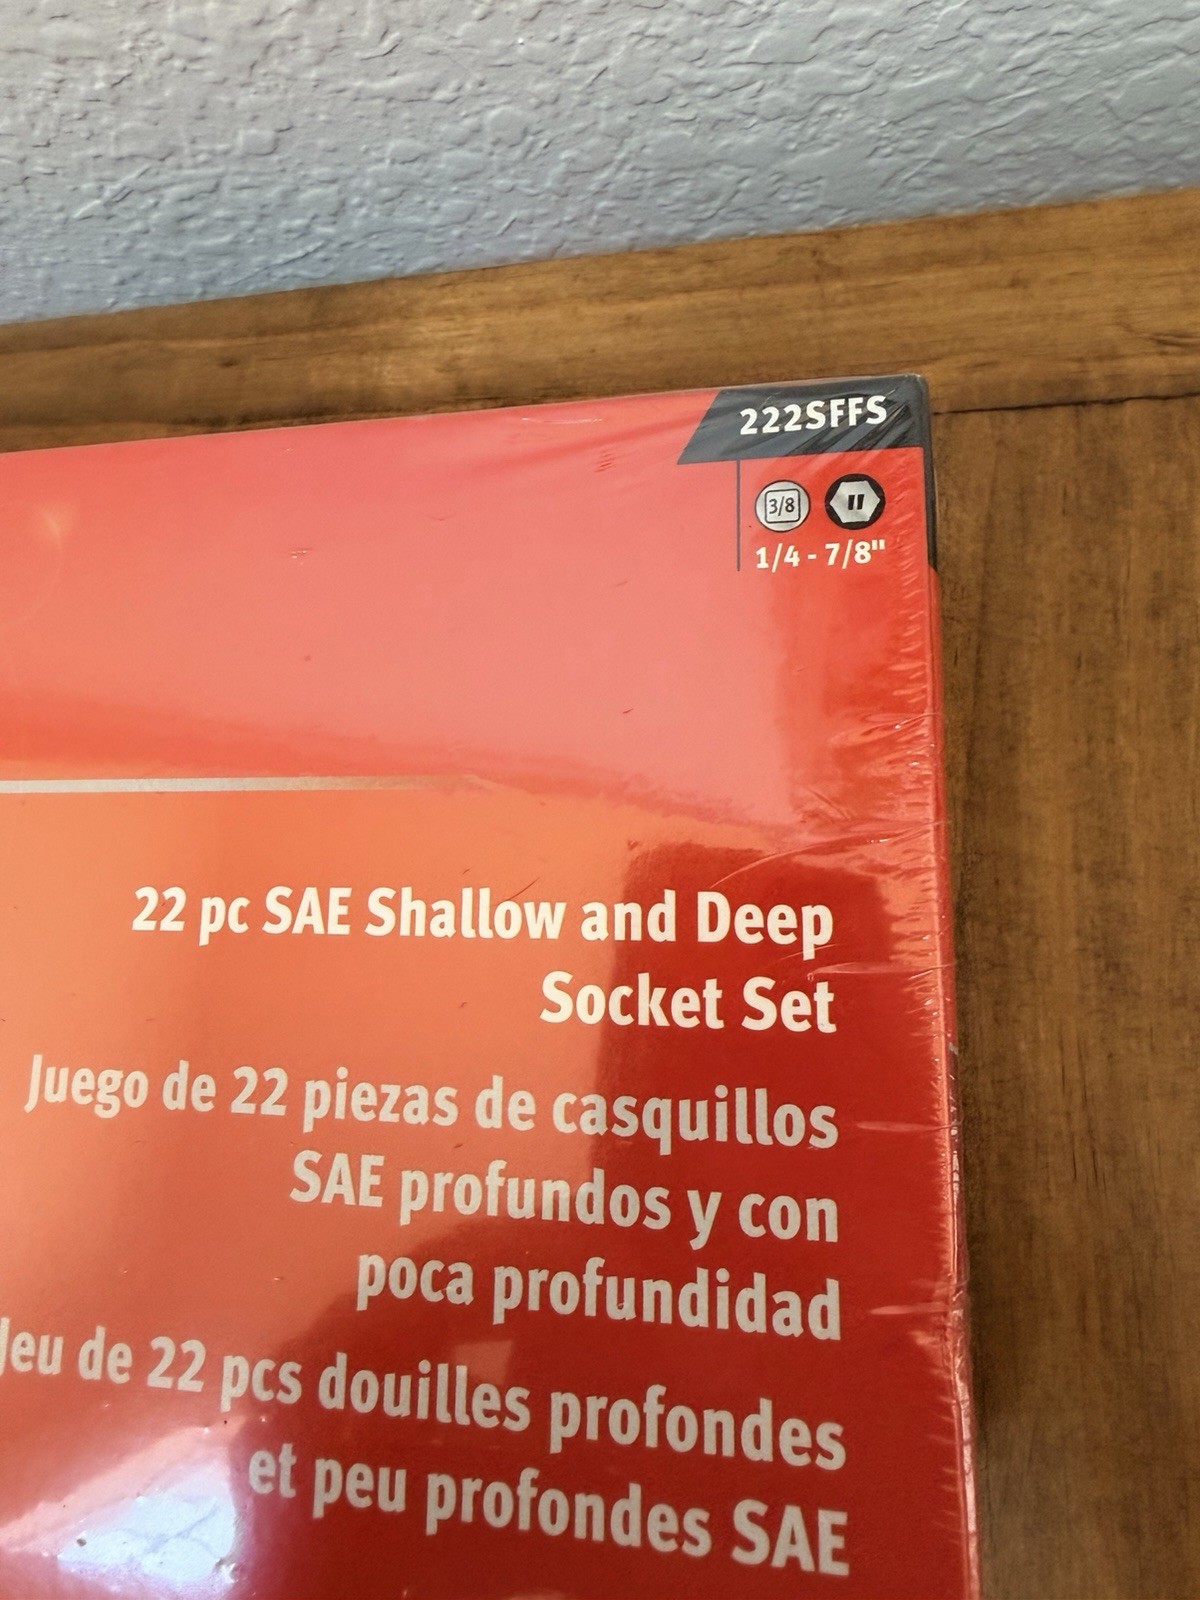 222SFFS
3/8 "
1/4 - 7/8"
22 pc SAE Shallow and Deep
Socket Set
Juego de 22 piezas de casquillos
SAE profundos y con
poca profundidad
Jeu de 22 pcs douilles profondes
et peu profondes SAE